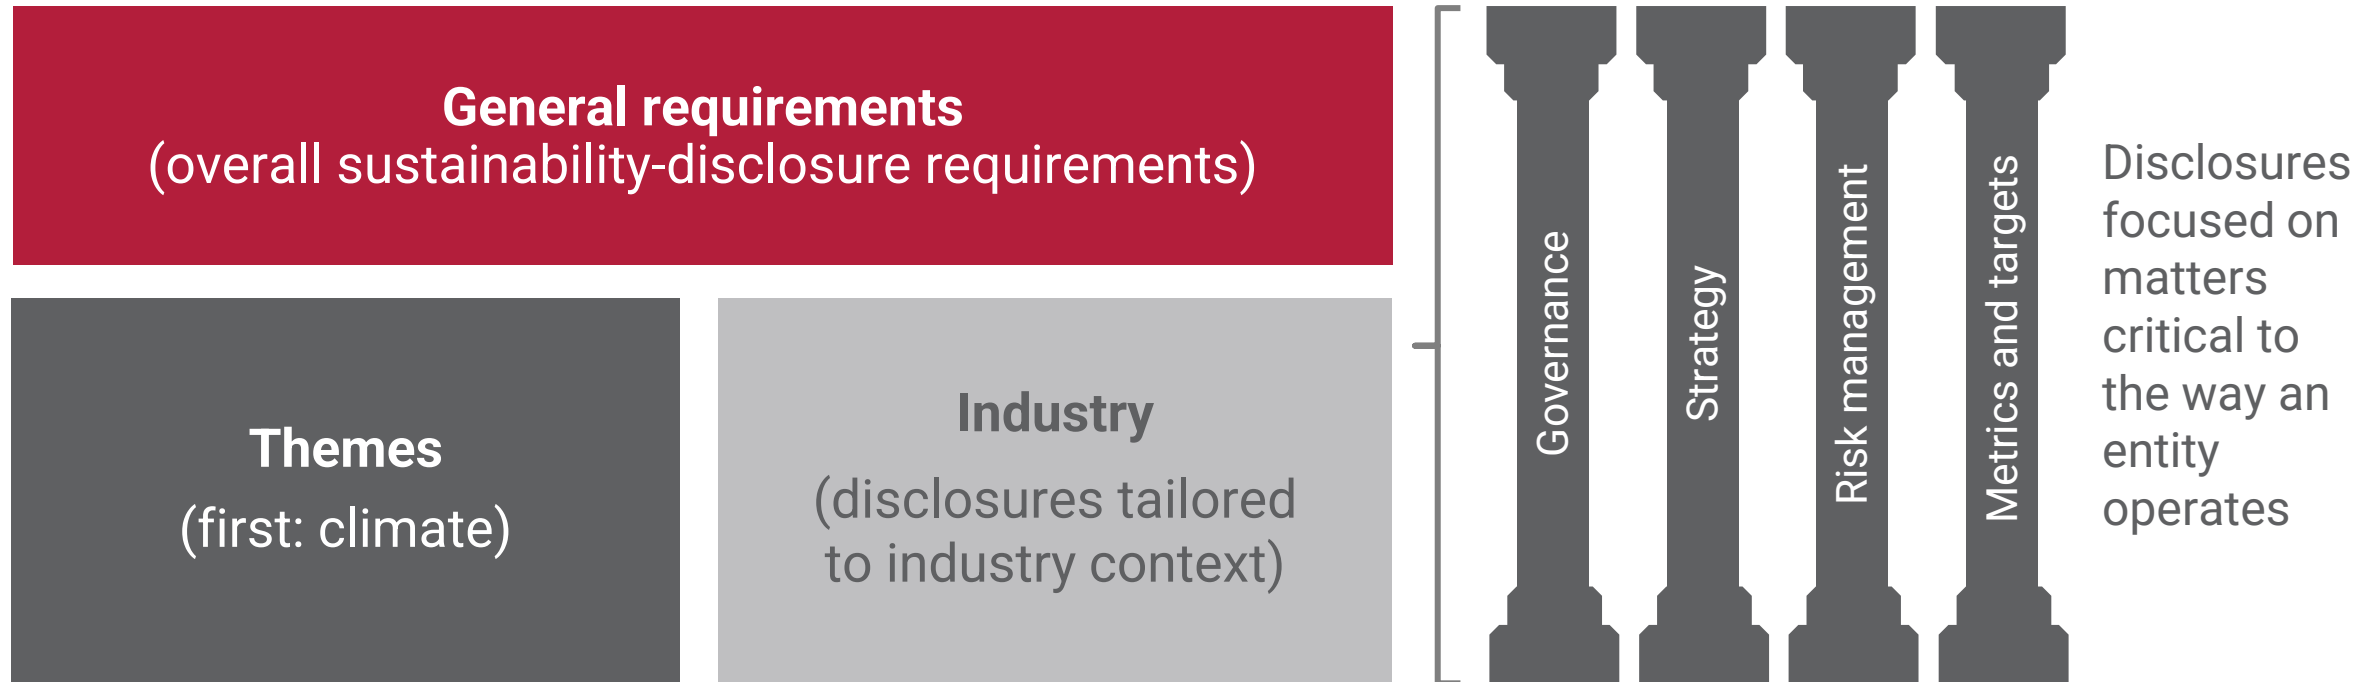 General requirements
(overall sustainability-disclosure requirements)
Themes
(first: climate)
Industry
(disclosures tailored
to industry context)
Governance
Strategy
Risk management
Metrics and targets
Disclosures
focused on
matters
critical to
the way an
entity
operates